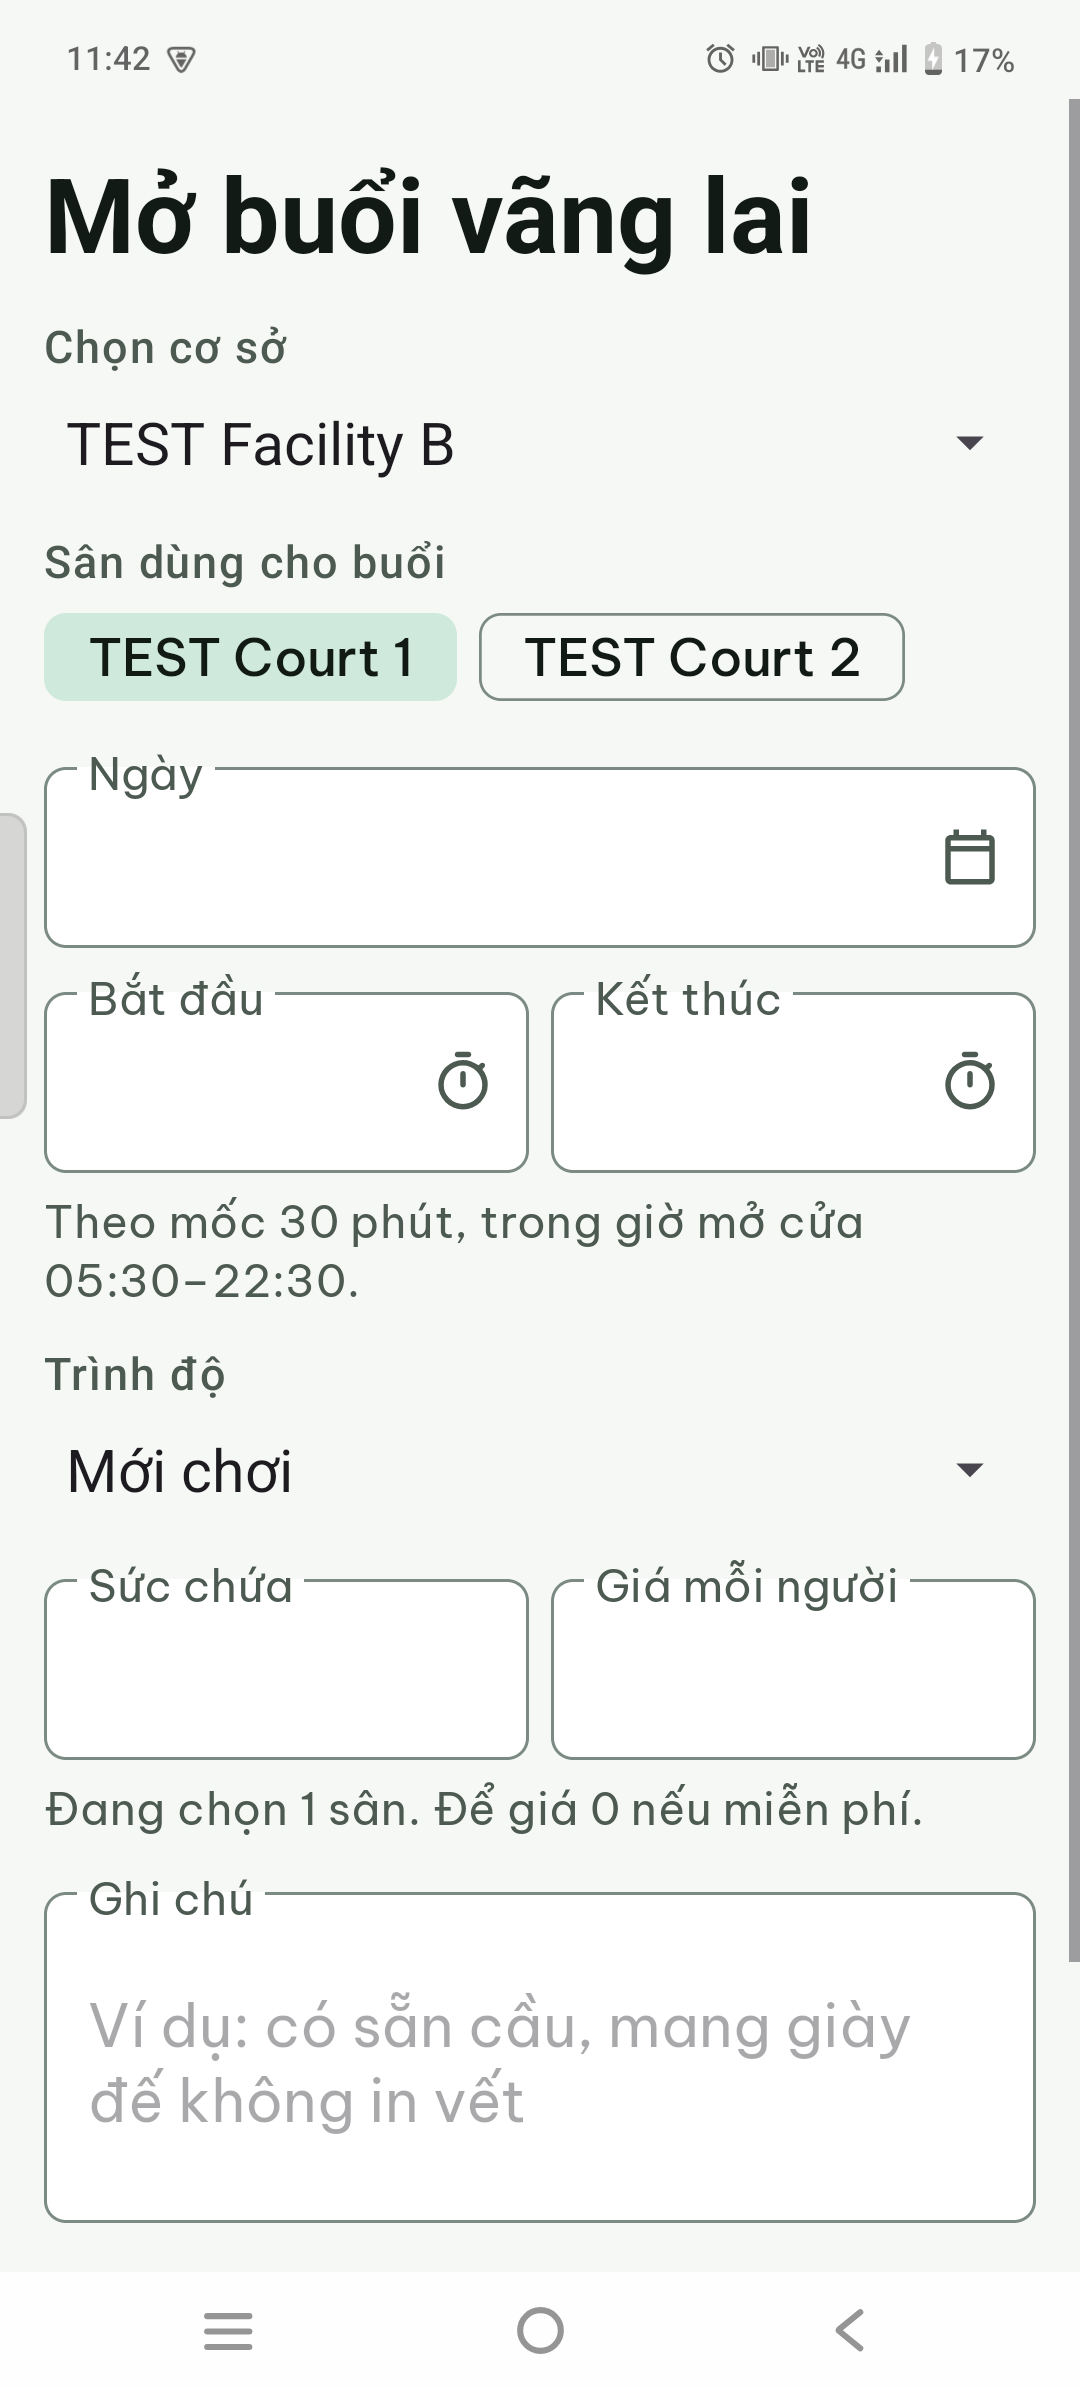 11:42
VoLTE 4G 17%
Mở buổi vãng lai
Chọn cơ sở
TEST Facility B
Sân dùng cho buổi
TEST Court 1 TEST Court 2
Ngày
Bắt đầu Kết thúc
Theo mốc 30 phút, trong giờ mở cửa
05:30–22:30.
Trình độ
Mới chơi
Sức chứa Giá mỗi người
Đang chọn 1 sân. Để giá 0 nếu miễn phí.
Ghi chú
Ví dụ: có sẵn cầu, mang giày
đế không in vết